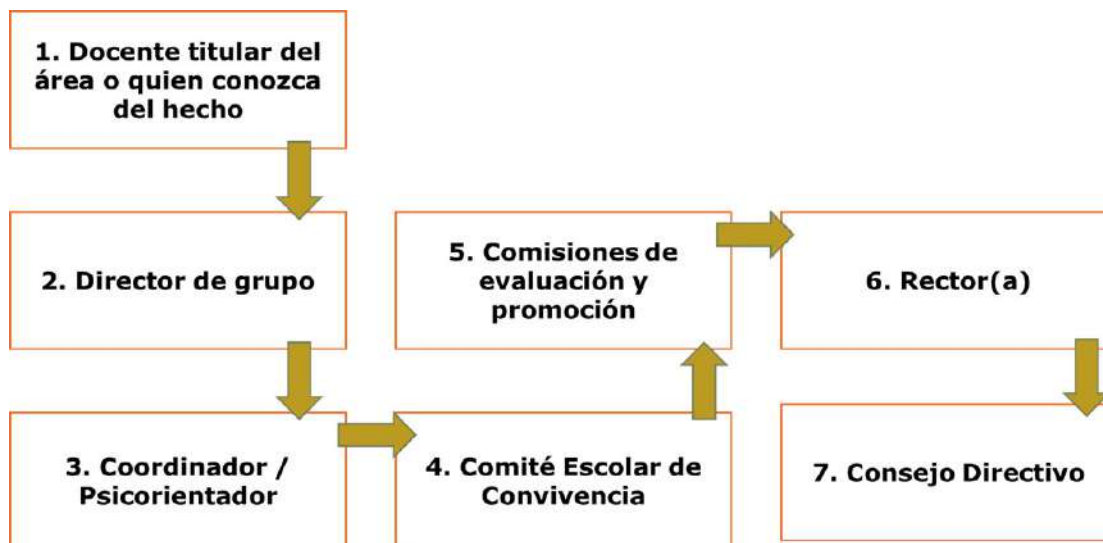 1. Docente titular del
área o quien conozca
del hecho
2. Director de grupo
3. Coordinador /
Psicorientador
4. Comité Escolar de
Convivencia
5. Comisiones de
evaluación y
promoción
6. Rector(a)
7. Consejo Directivo